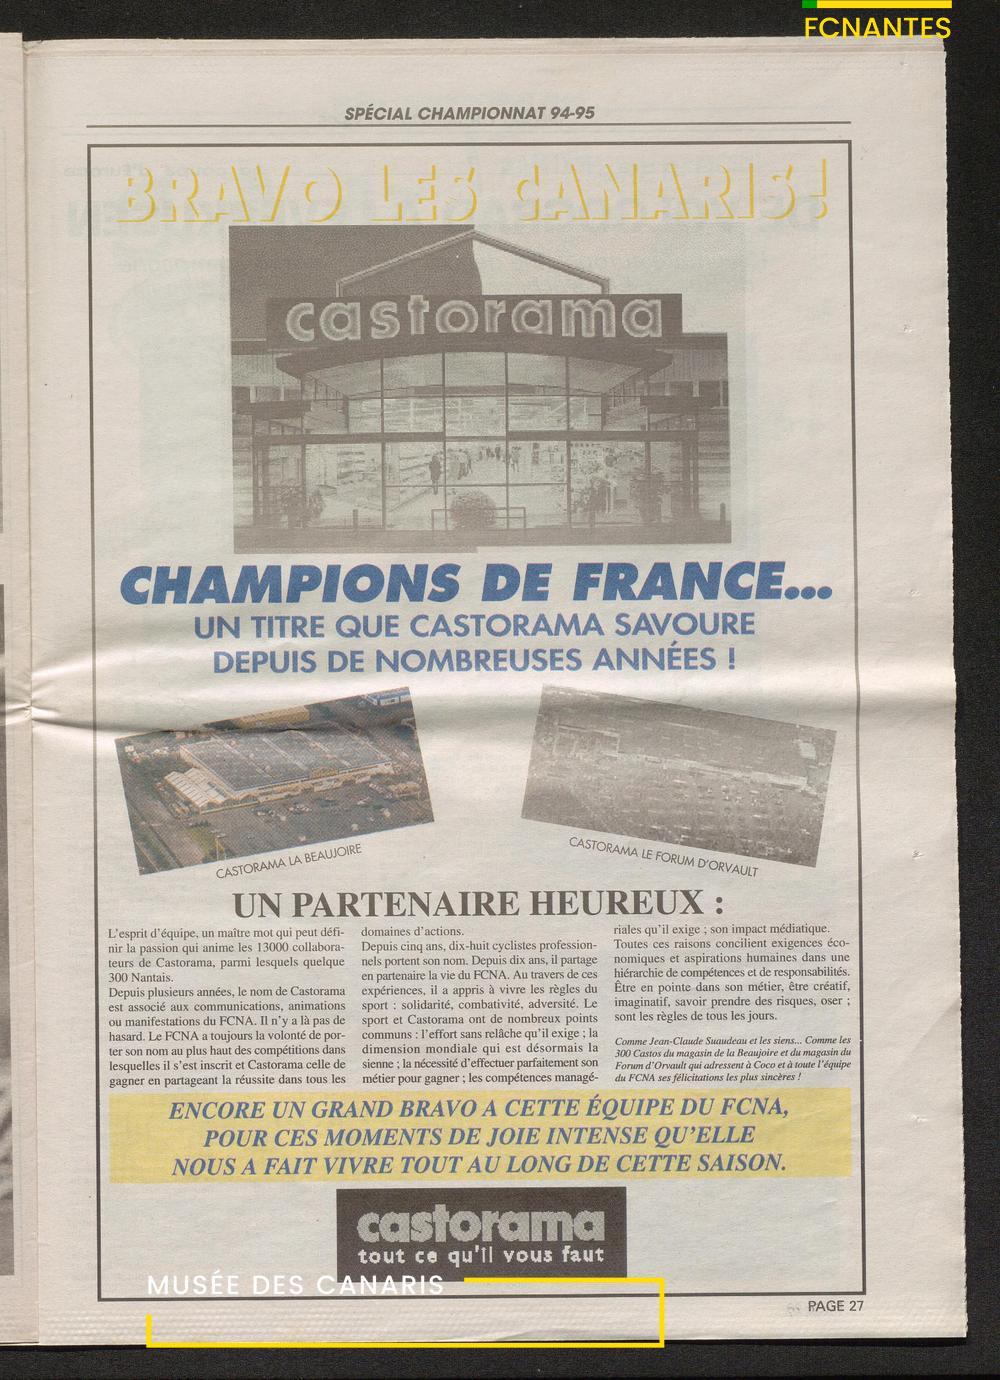 FCNANTES
SPÉCIAL CHAMPIONNAT 94-95
BRAVO LES CANARIS!
castorama
CHAMPIONS DE FRANCE...
UN TITRE QUE CASTORAMA SAVOURE
DEPUIS DE NOMBREUSES ANNÉES !
CASTORAMA LA BEAUJOIRE
CASTORAMA LE FORUM D'ORVAULT
UN PARTENAIRE HEUREUX :
L'esprit d'équipe, un maître mot qui peut défi-
nir la passion qui anime les 13000 collabora-
teurs de Castorama, parmi lesquels quelque
300 Nantais.
Depuis plusieurs années, le nom de Castorama
est associé aux communications, animations
ou manifestations du FCNA. Il n'y a là pas de
hasard. Le FCNA a toujours la volonté de por-
ter son nom au plus haut des compétitions dans
lesquelles il s'est inscrit et Castorama celle de
gagner en partageant la réussite dans tous les
domaines d'actions.
Depuis cinq ans, dix-huit cyclistes profession-
nels portent son nom. Depuis dix ans, il partage
en partenaire la vie du FCNA. Au travers de ces
expériences, il a appris à vivre les règles du
sport : solidarité, combativité, adversité. Le
sport et Castorama ont de nombreux points
communs : l'effort sans relâche qu'il exige ; la
dimension mondiale qui est désormais la
sienne ; la nécessité d'effectuer parfaitement son
métier pour gagner ; les compétences managé-
riales qu'il exige ; son impact médiatique.
Toutes ces raisons concilient exigences éco-
nomiques et aspirations humaines dans une
hiérarchie de compétences et de responsabilités.
Être en pointe dans son métier, être créatif,
imaginatif, savoir prendre des risques, oser ;
sont les règles de tous les jours.
Comme Jean-Claude Suaudeau et les siens... Comme les
300 Castos du magasin de la Beaujoire et du magasin du
Forum d'Orvault qui adressent à Coco et à toute l'équipe
du FCNA ses félicitations les plus sincères !
ENCORE UN GRAND BRAVO A CETTE ÉQUIPE DU FCNA,
POUR CES MOMENTS DE JOIE INTENSE QU'ELLE
NOUS A FAIT VIVRE TOUT AU LONG DE CETTE SAISON.
castorama
tout ce qu'il vous faut
MUSÉE DES CANARIS
PAGE 27